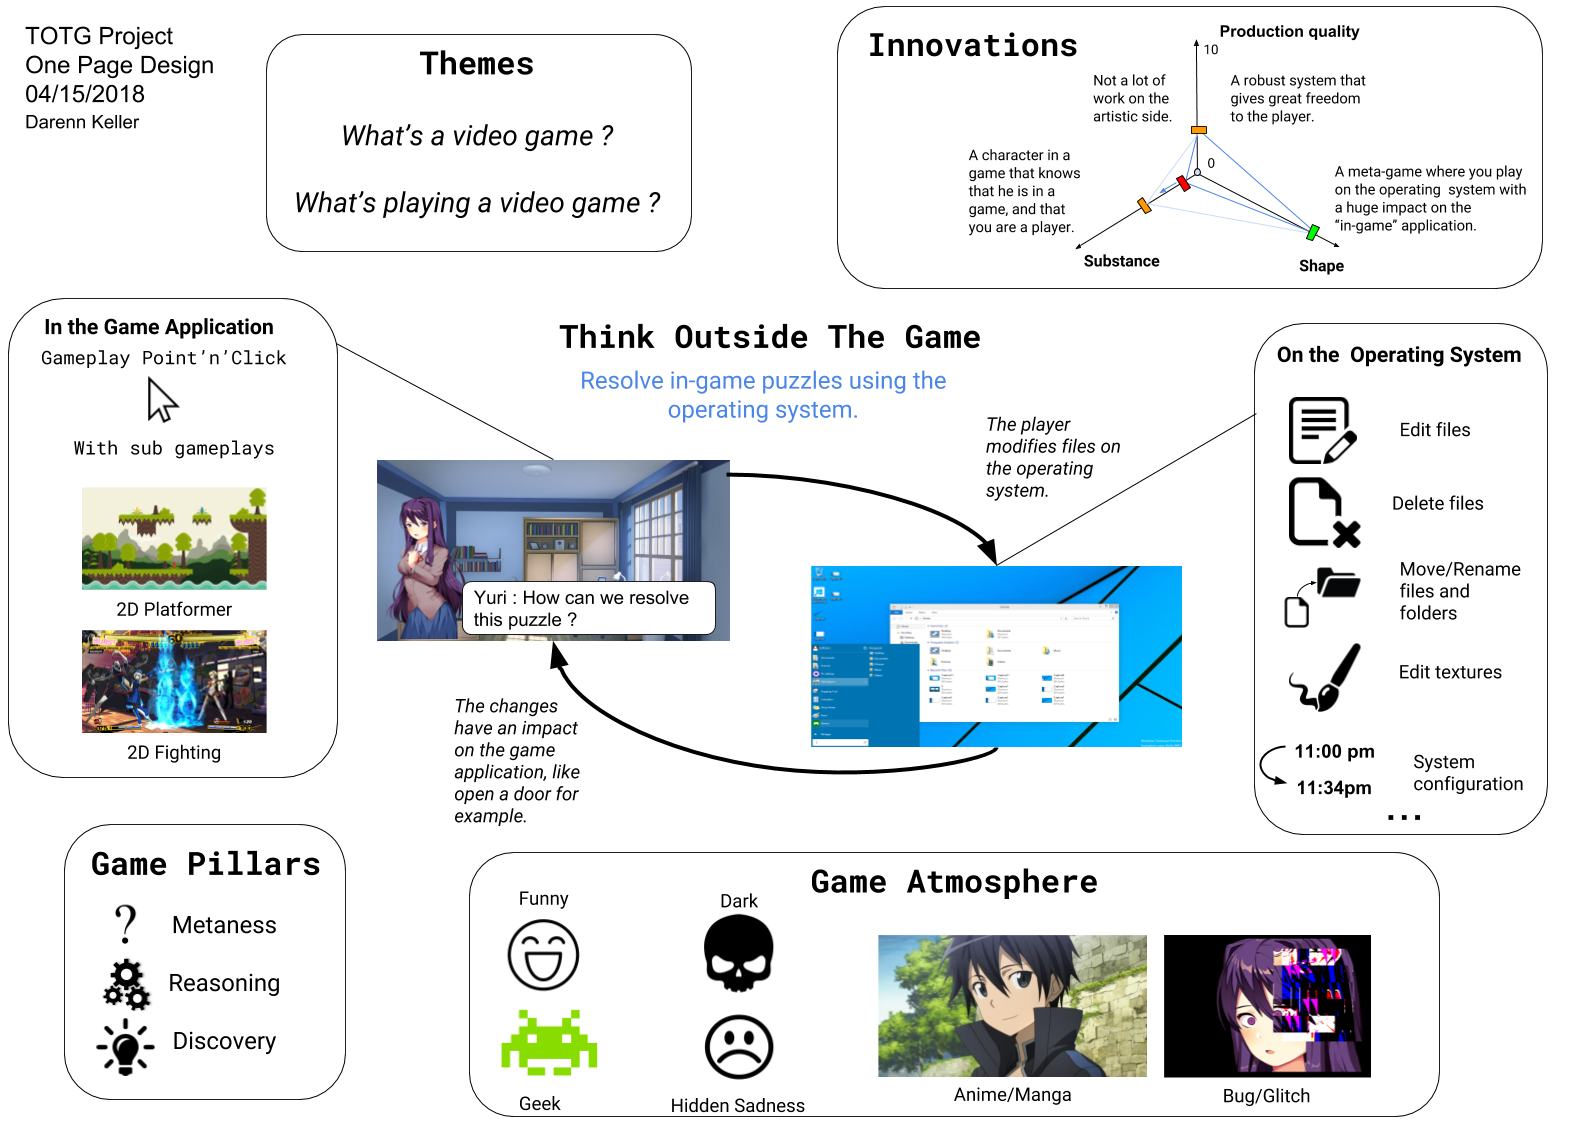 TOTG Project
One Page Design
04/15/2018
Darenn Keller
Themes
What's a video game ?
What's playing a video game ?
Innovations
Production quality
10
Not a lot of
work on the
artistic side.
A robust system that
gives great freedom
to the player.
A character in a
game that knows
that he is in a
game, and that
you are a player.
0
A meta-game where you play
on the operating  system with
a huge impact on the
“in-game” application.
Substance
Shape
In the Game Application
Gameplay Point’n’Click
With sub gameplays
2D Platformer
2D Fighting
Think Outside The Game
Resolve in-game puzzles using the
operating system.
The player
modifies files on
the operating
system.
Yuri : How can we resolve
this puzzle ?
The changes
have an impact
on the game
application, like
open a door for
example.
On the  Operating System
Edit files
Delete files
Move/Rename
files and
folders
Edit textures
11:00 pm
11:34pm
System
configuration
...
Game Pillars
?
Metaness
Reasoning
Discovery
Game Atmosphere
Funny
Dark
Geek
Hidden Sadness
Anime/Manga
Bug/Glitch